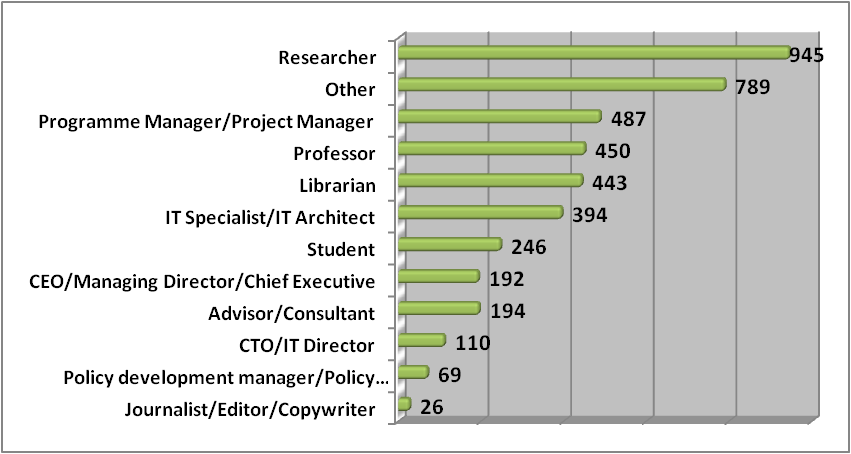 Researcher 945
Other 789
Programme Manager/Project Manager 487
Professor 450
Librarian 443
IT Specialist/IT Architect 394
Student 246
CEO/Managing Director/Chief Executive 192
Advisor/Consultant 194
CTO/IT Director 110
Policy development manager/Policy... 69
Journalist/Editor/Copywriter 26